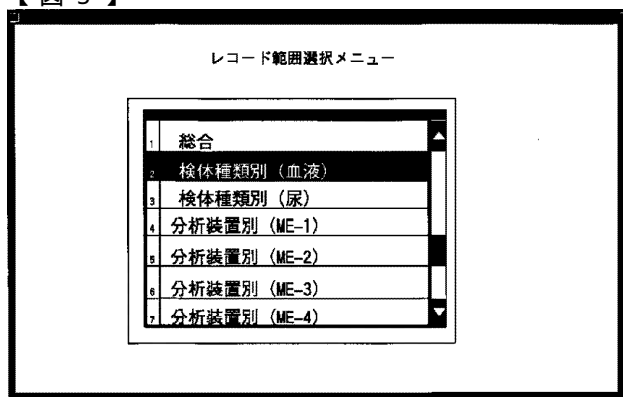 【図5】
レコード範囲選択メニュー
1 総合
2 検体種類別（血液）
3 検体種類別（尿）
4 分析装置別（ME-1）
5 分析装置別（ME-2）
6 分析装置別（ME-3）
7 分析装置別（ME-4）